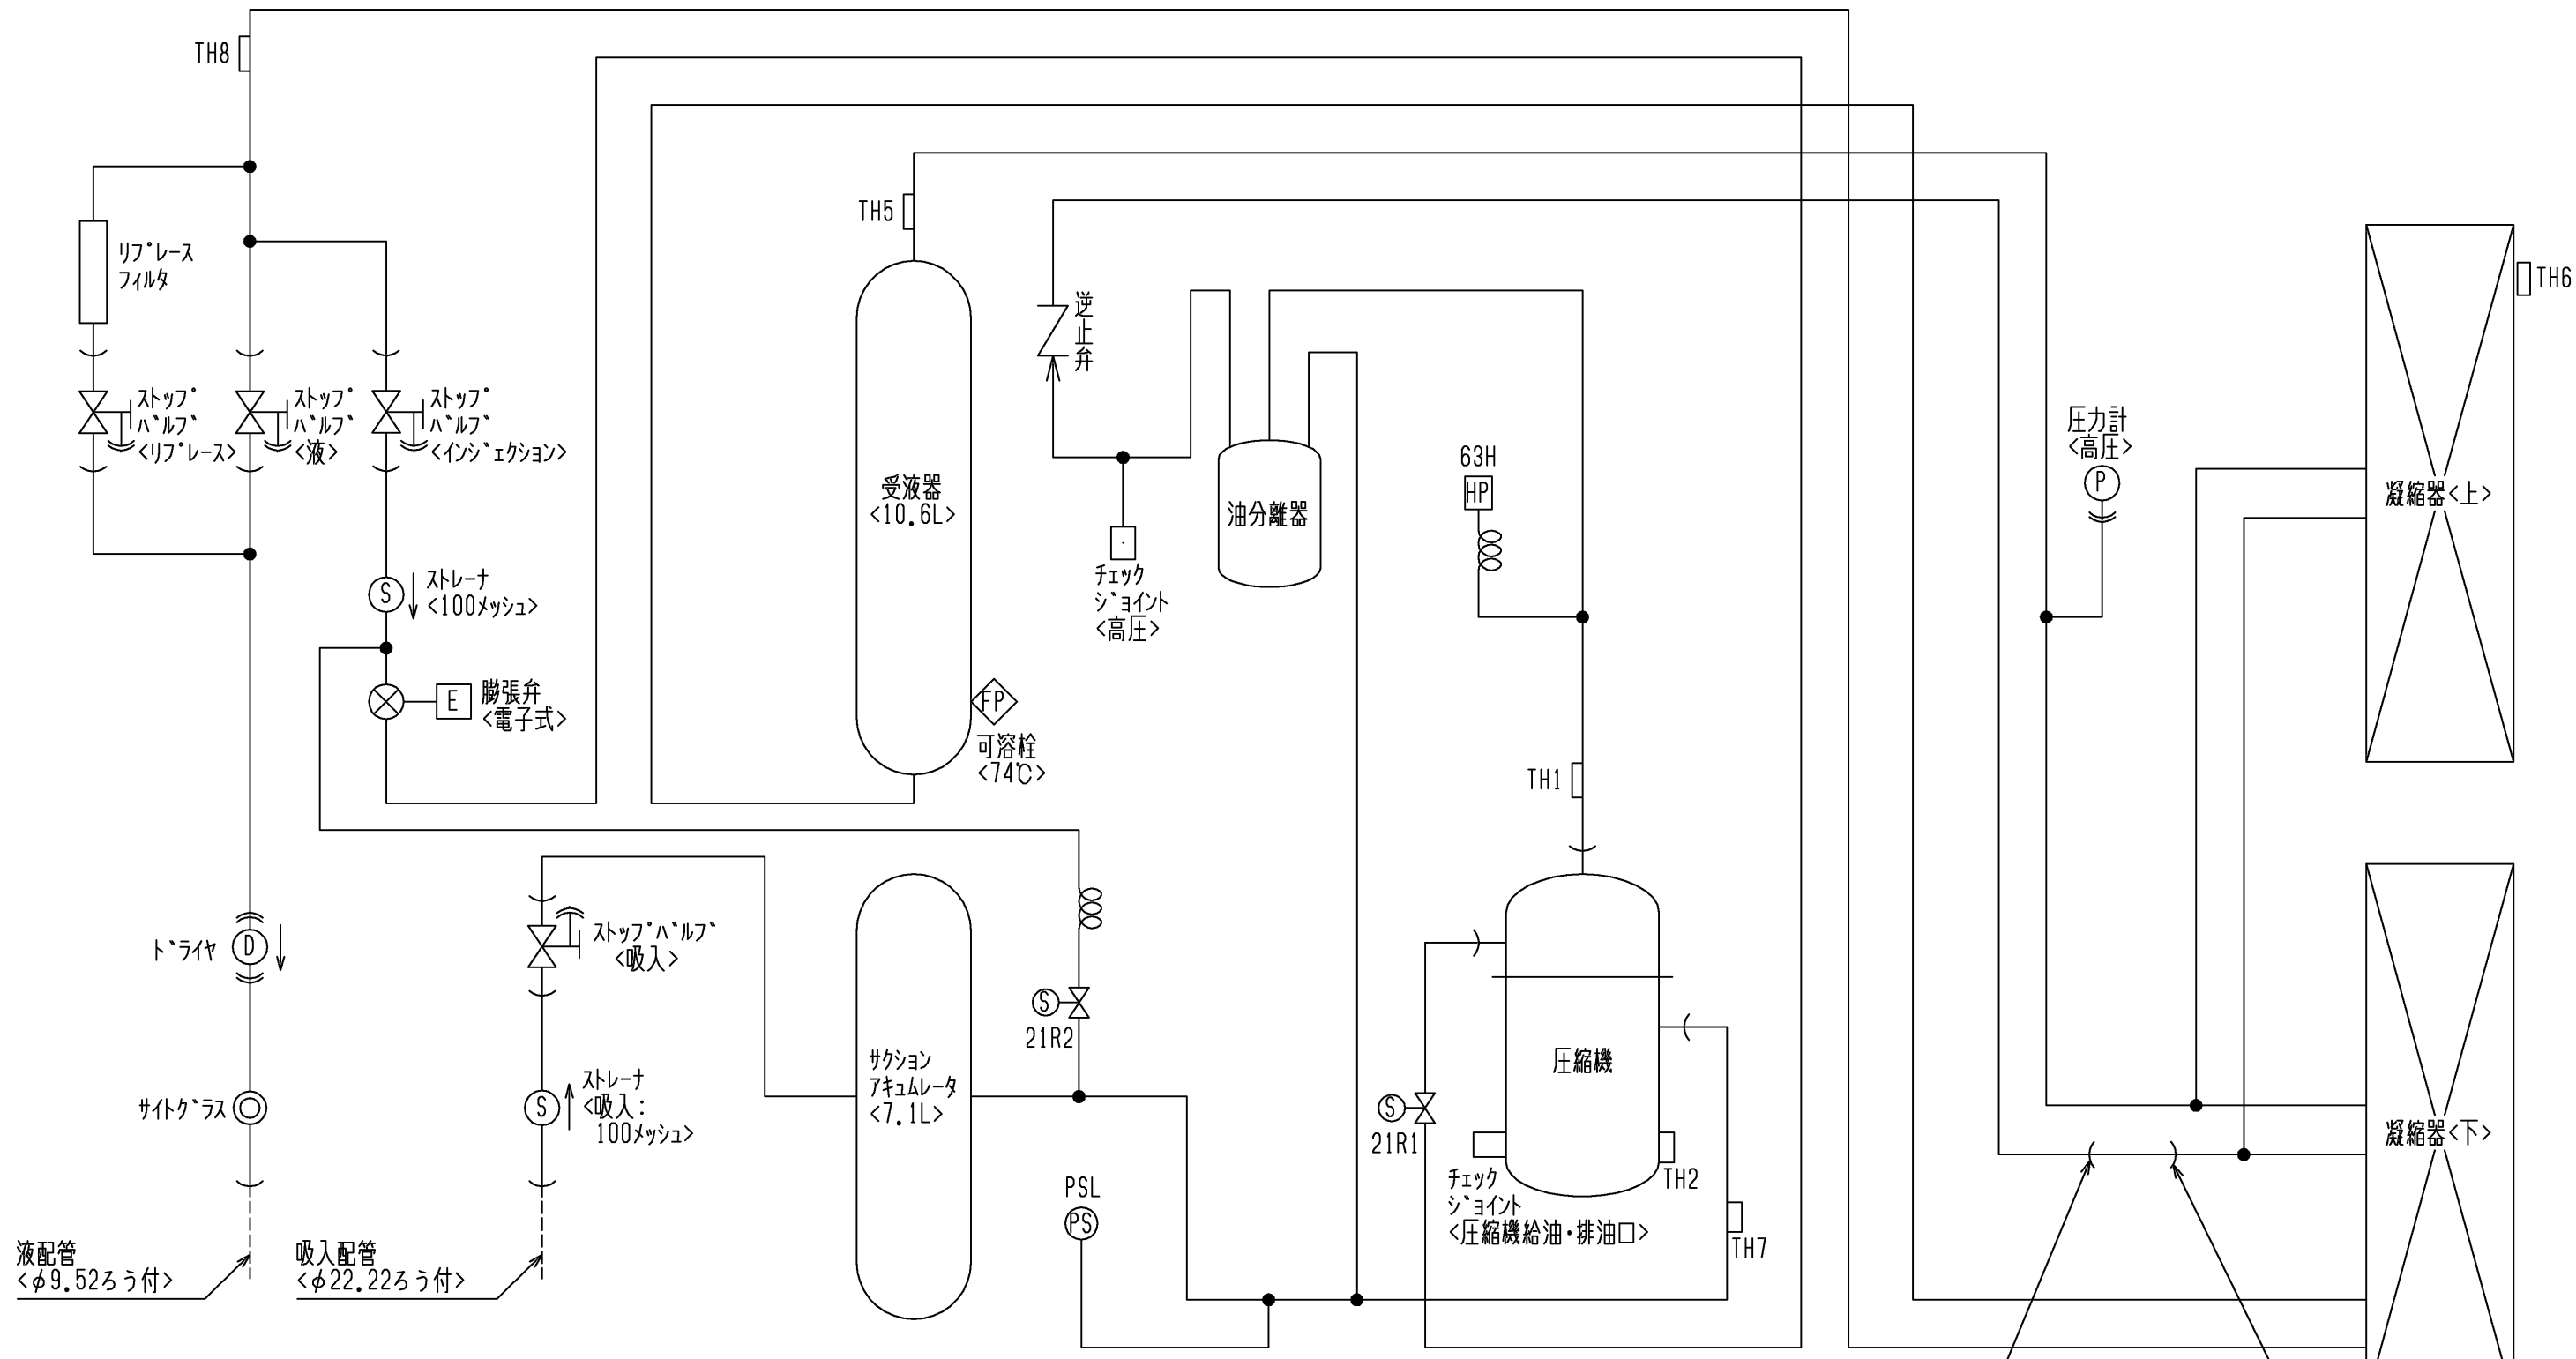 TH8
TH5
TH6
ﾘﾌﾟﾚｰｽ
ﾌｨﾙﾀ
逆
止
弁
ｽﾄｯﾌﾟ
ﾊﾞﾙﾌﾞ
<ﾘﾌﾟﾚｰｽ>
ｽﾄｯﾌﾟ
ﾊﾞﾙﾌﾞ
<液>
ｽﾄｯﾌﾟ
ﾊﾞﾙﾌﾞ
<ｲﾝｼﾞｪｸｼｮﾝ>
圧力計
<高圧>
P
63H
HP
受液器
<10.6L>
油分離器
凝縮器<上>
S
ｽﾄﾚｰﾅ
<100ﾒｯｼｭ>
ﾁｪｯｸ
ｼﾞｮｲﾝﾄ
<高圧>
E
膨張弁
<電子式>
FP
可溶栓
<74℃>
TH1
D
ﾄﾞﾗｲﾔ
ｽﾄｯﾌﾟﾊﾞﾙﾌﾞ
<吸入>
S
21R2
ｻｸｼｮﾝ
ｱｷｭﾑﾚｰﾀ
<7.1L>
圧縮機
ｻｲﾄｸﾞﾗｽ
S
ｽﾄﾚｰﾅ
<吸入:
100ﾒｯｼｭ>
S
21R1
凝縮器<下>
ﾁｪｯｸ
ｼﾞｮｲﾝﾄ
<圧縮機給油・排油口>
TH2
PSL
PS
TH7
液配管
<φ9.52ろう付>
吸入配管
<φ22.22ろう付>